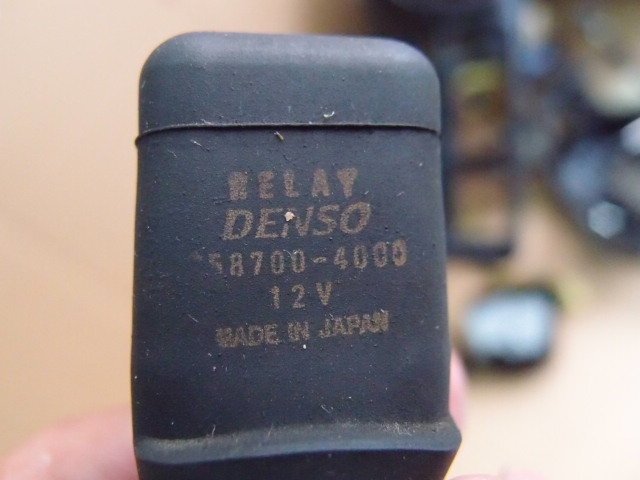 RELAY
DENSO
58700-4000
12V
MADE IN JAPAN